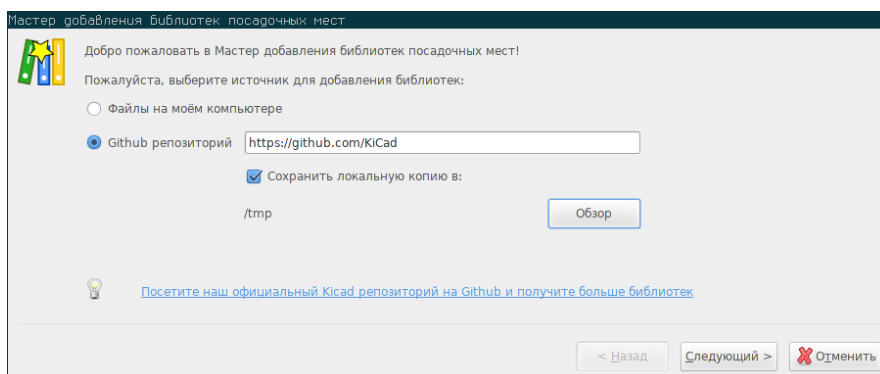 Мастер добавления библиотек посадочных мест
Добро пожаловать в Мастер добавления библиотек посадочных мест!
Пожалуйста, выберите источник для добавления библиотек:
Файлы на моём компьютере
Github репозиторий https://github.com/KiCad
Сохранить локальную копию в:
/tmp Обзор
Посетите наш официальный Kicad репозиторий на Github и получите больше библиотек
< Назад Следующий > Отменить